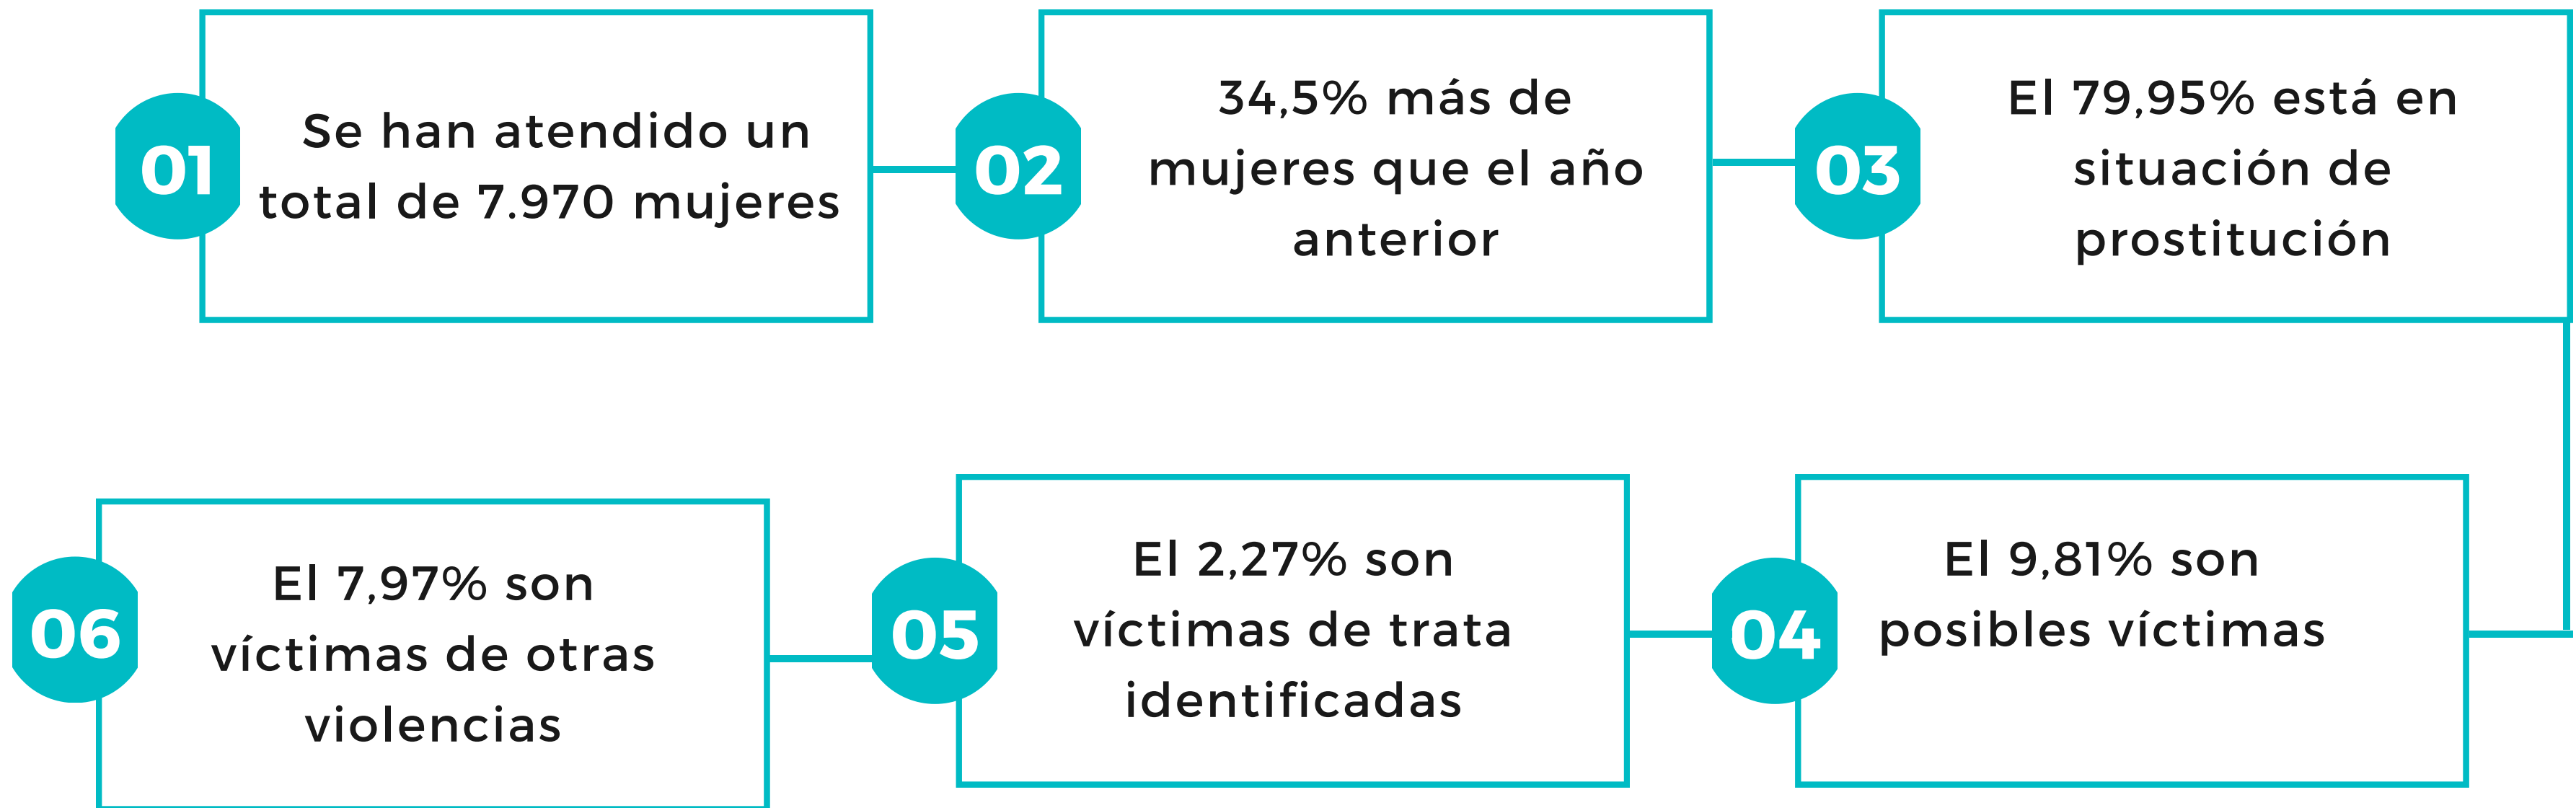 01
Se han atendido un
total de 7.970 mujeres
02
34,5% más de
mujeres que el año
anterior
03
El 79,95% está en
situación de
prostitución
04
El 9,81% son
posibles víctimas
05
El 2,27% son
víctimas de trata
identificadas
06
El 7,97% son
víctimas de otras
violencias